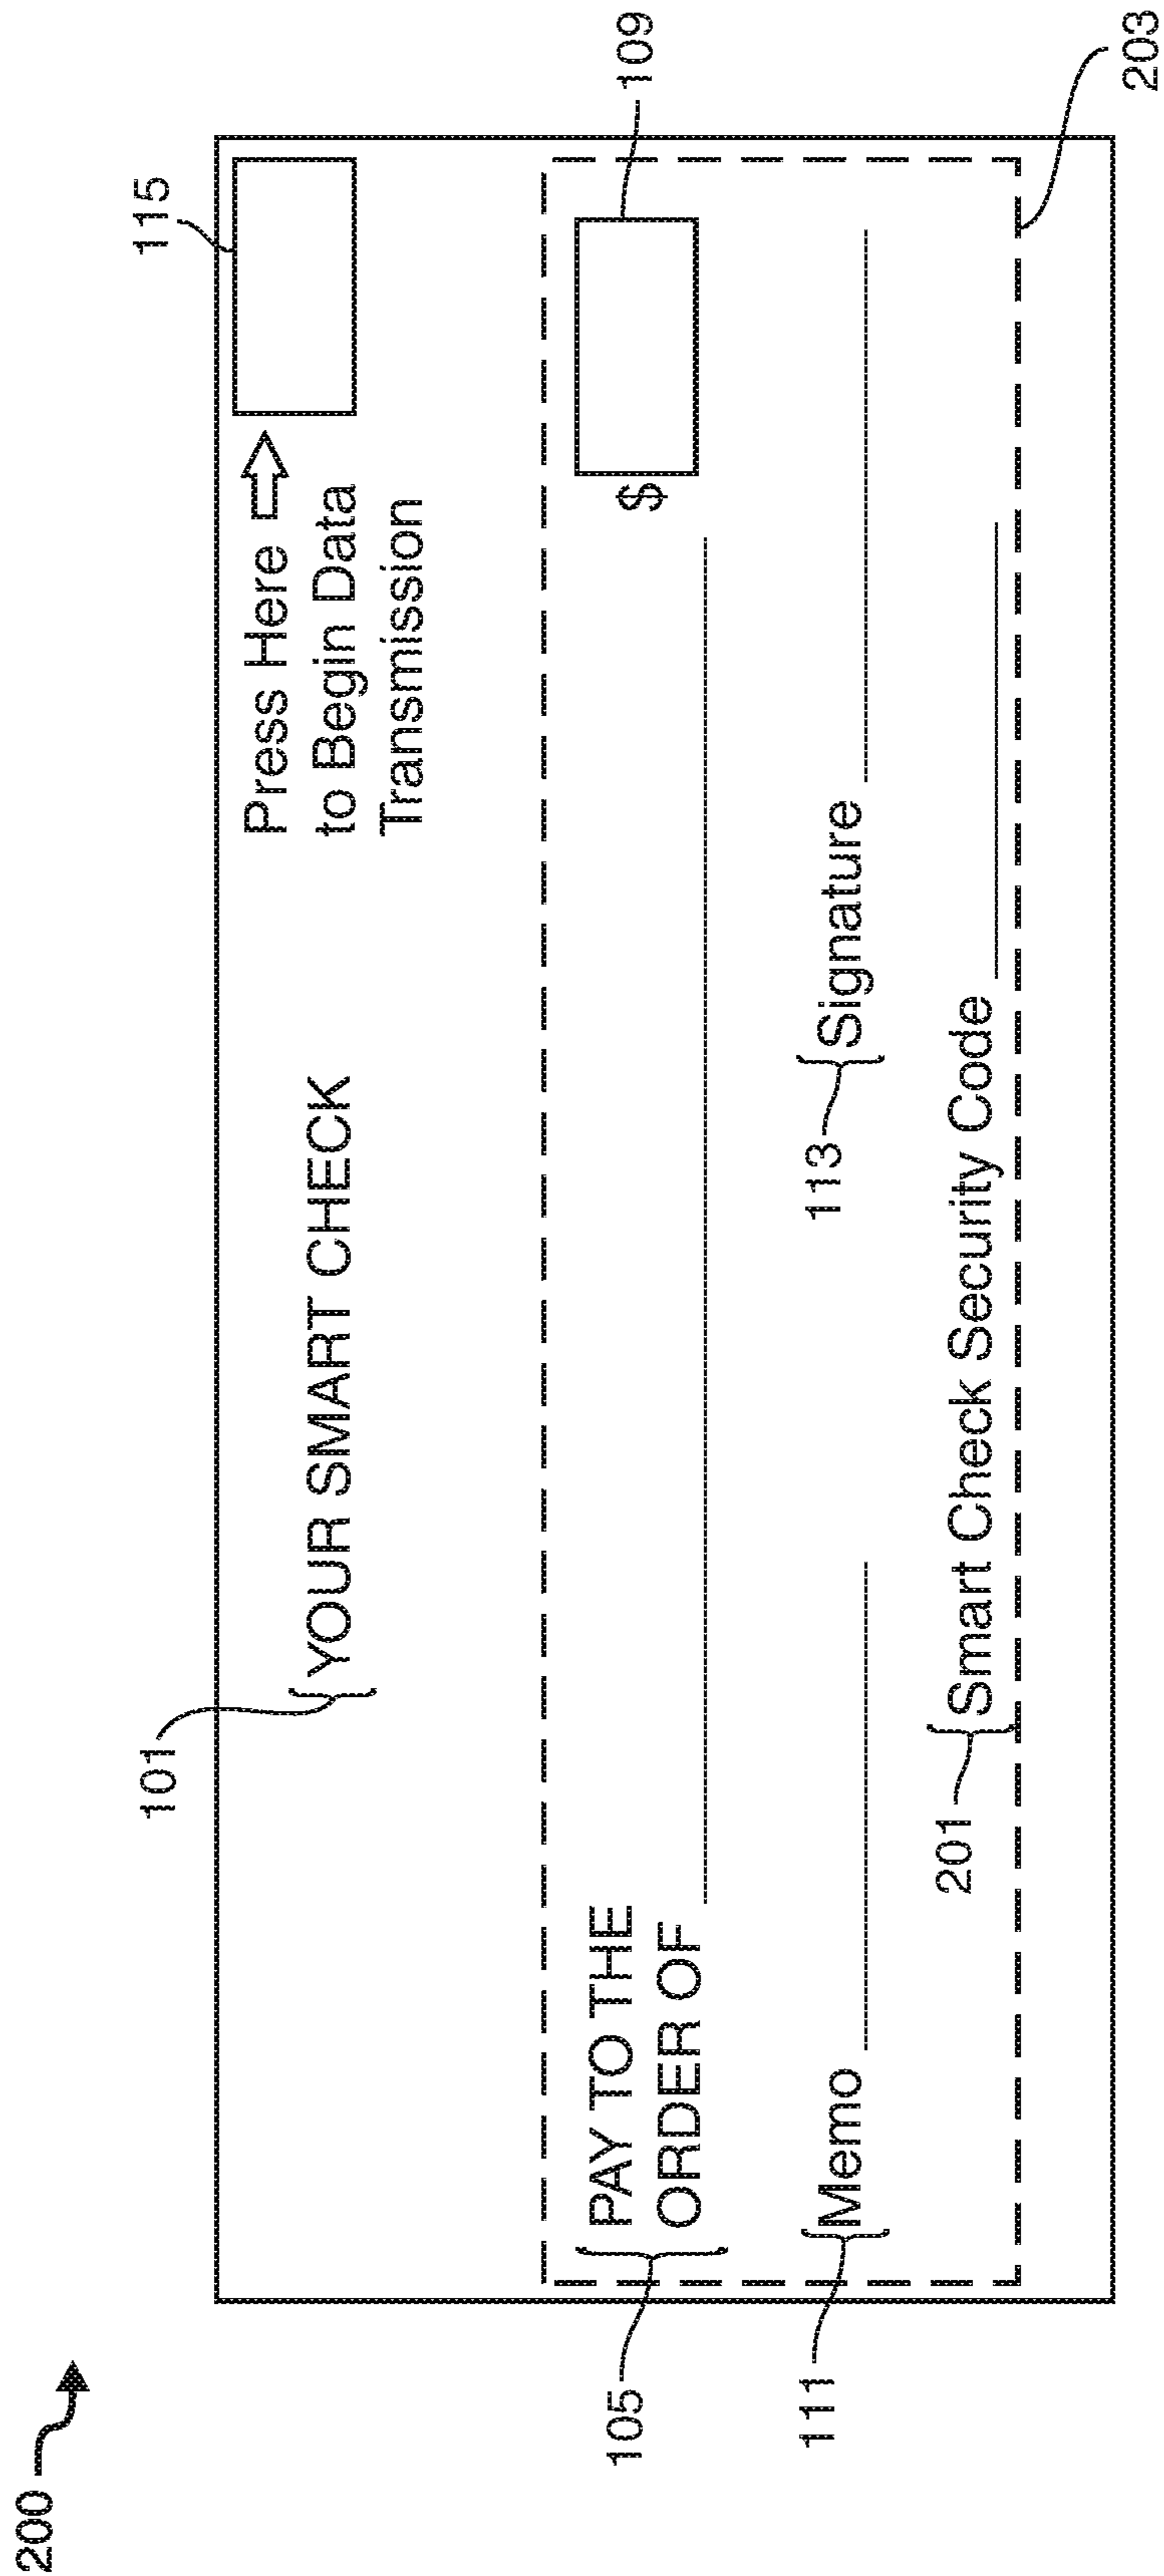 200
101
YOUR SMART CHECK
Press Here
to Begin Data
Transmission
115
105
PAY TO THE
ORDER OF
$
109
111
Memo
113
Signature
201
Smart Check Security Code
203